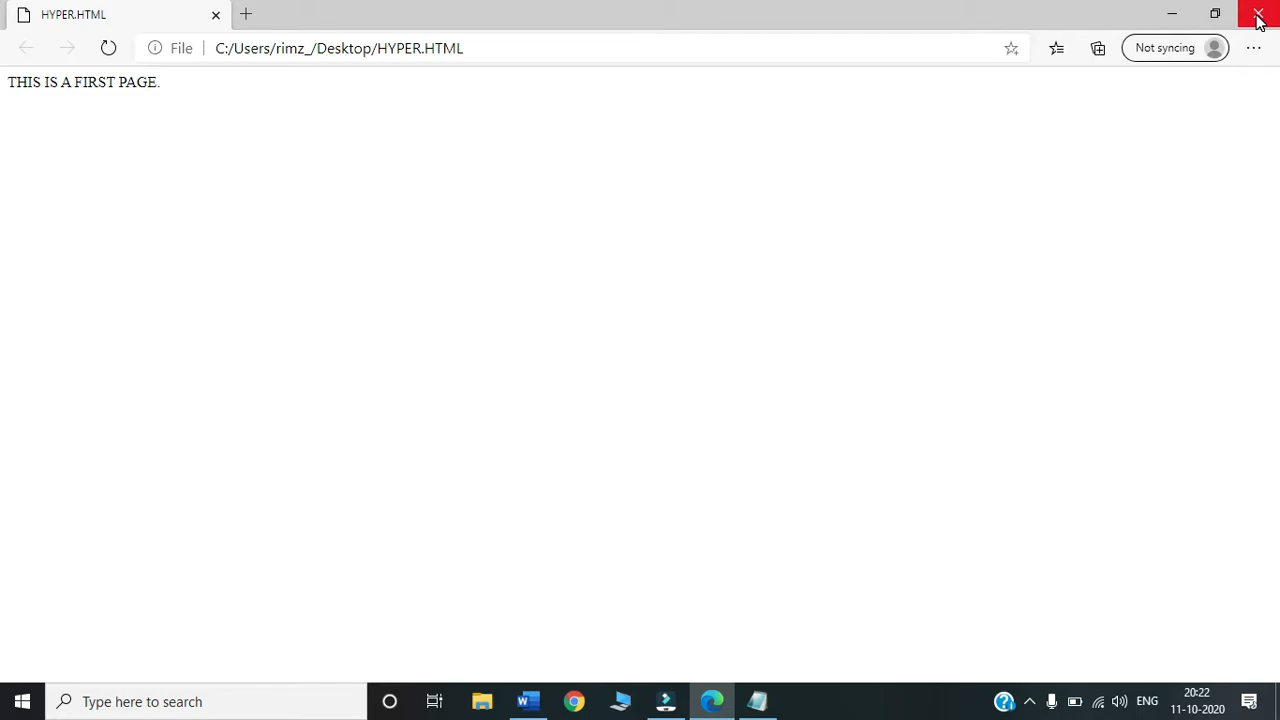 HYPER.HTML
File
C:/Users/rimz_/Desktop/HYPER.HTML
Not syncing
THIS IS A FIRST PAGE.
Type here to search
ENG
20:22
11-10-2020